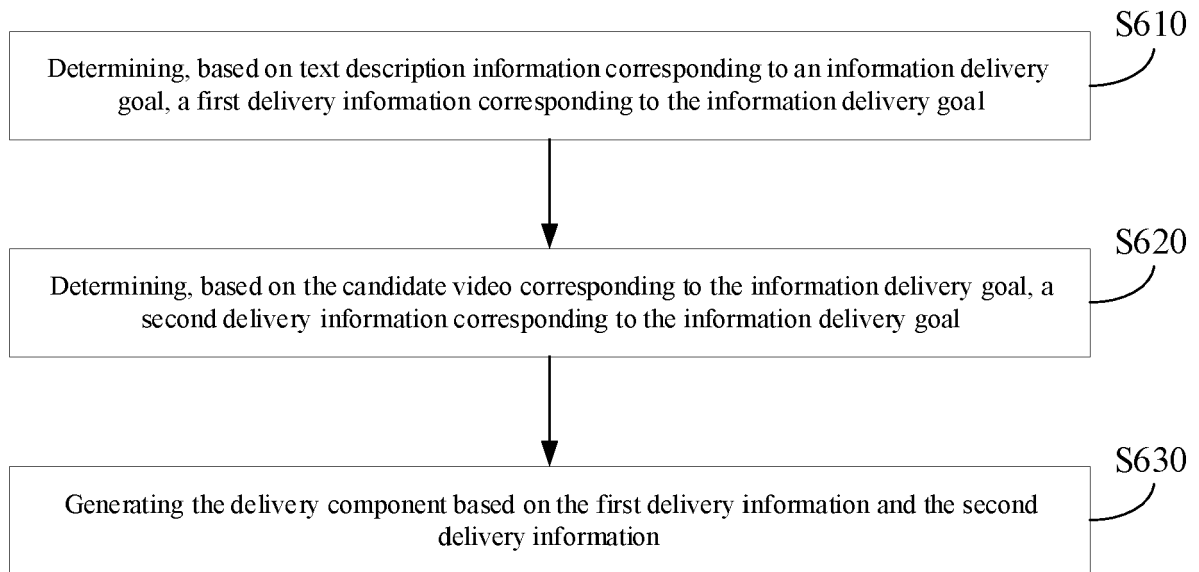 S610
Determining, based on text description information corresponding to an information delivery
goal, a first delivery information corresponding to the information delivery goal
S620
Determining, based on the candidate video corresponding to the information delivery goal, a
second delivery information corresponding to the information delivery goal
S630
Generating the delivery component based on the first delivery information and the second
delivery information